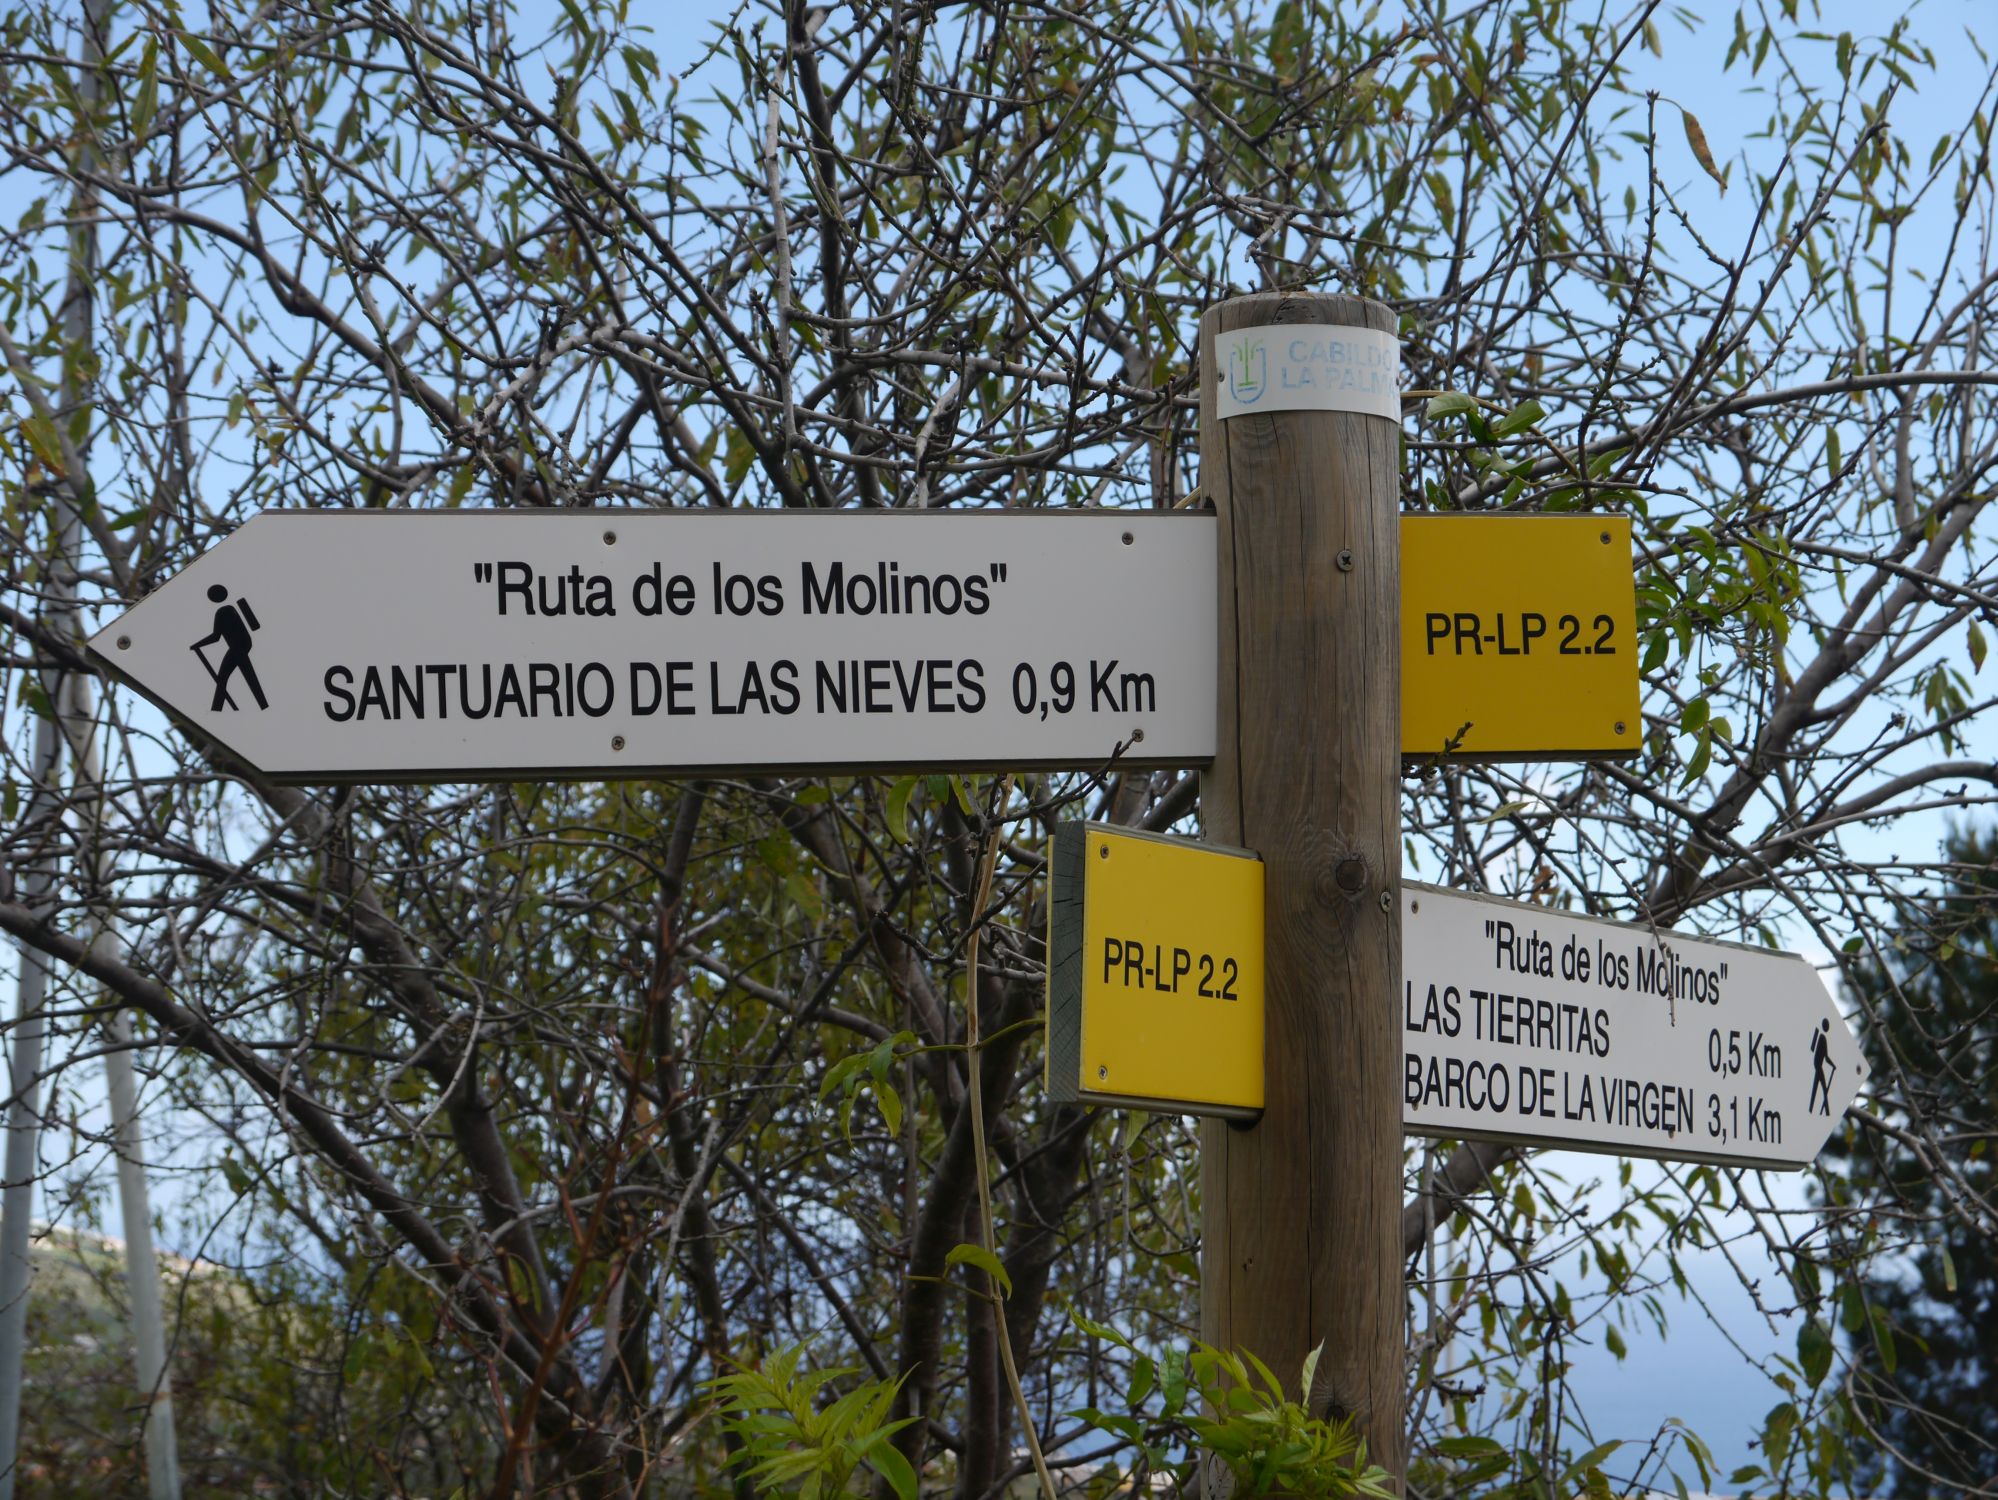 CABILDO
LA PALMA
"Ruta de los Molinos"
SANTUARIO DE LAS NIEVES 0,9 Km
PR-LP 2.2
PR-LP 2.2
"Ruta de los Molinos"
LAS TIERRITAS 0,5 Km
BARCO DE LA VIRGEN 3,1 Km